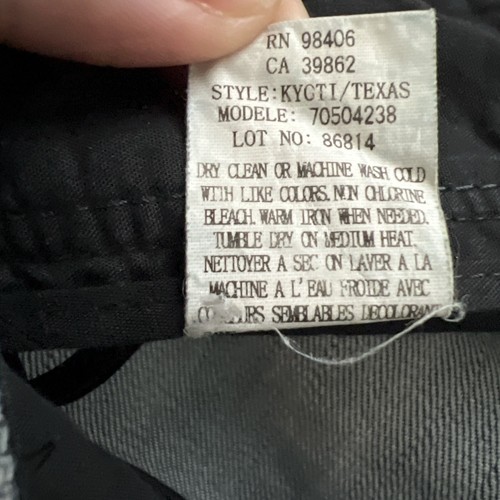 RN 98406
CA 39862
STYLE:KYCTI/TEXAS
MODELE: 70504238
LOT NO: 86814
DRY CLEAN OR MACHINE WASH COLD
WITH LIKE COLORS. NON CHLORINE
BLEACH. WARM IRON WHEN NEEDED.
TUMBLE DRY ON MEDIUM HEAT.
NETTOYER A SEC ON LAVER A LA
MACHINE A L'EAU FROIDE AVEC
SEMBLABLES